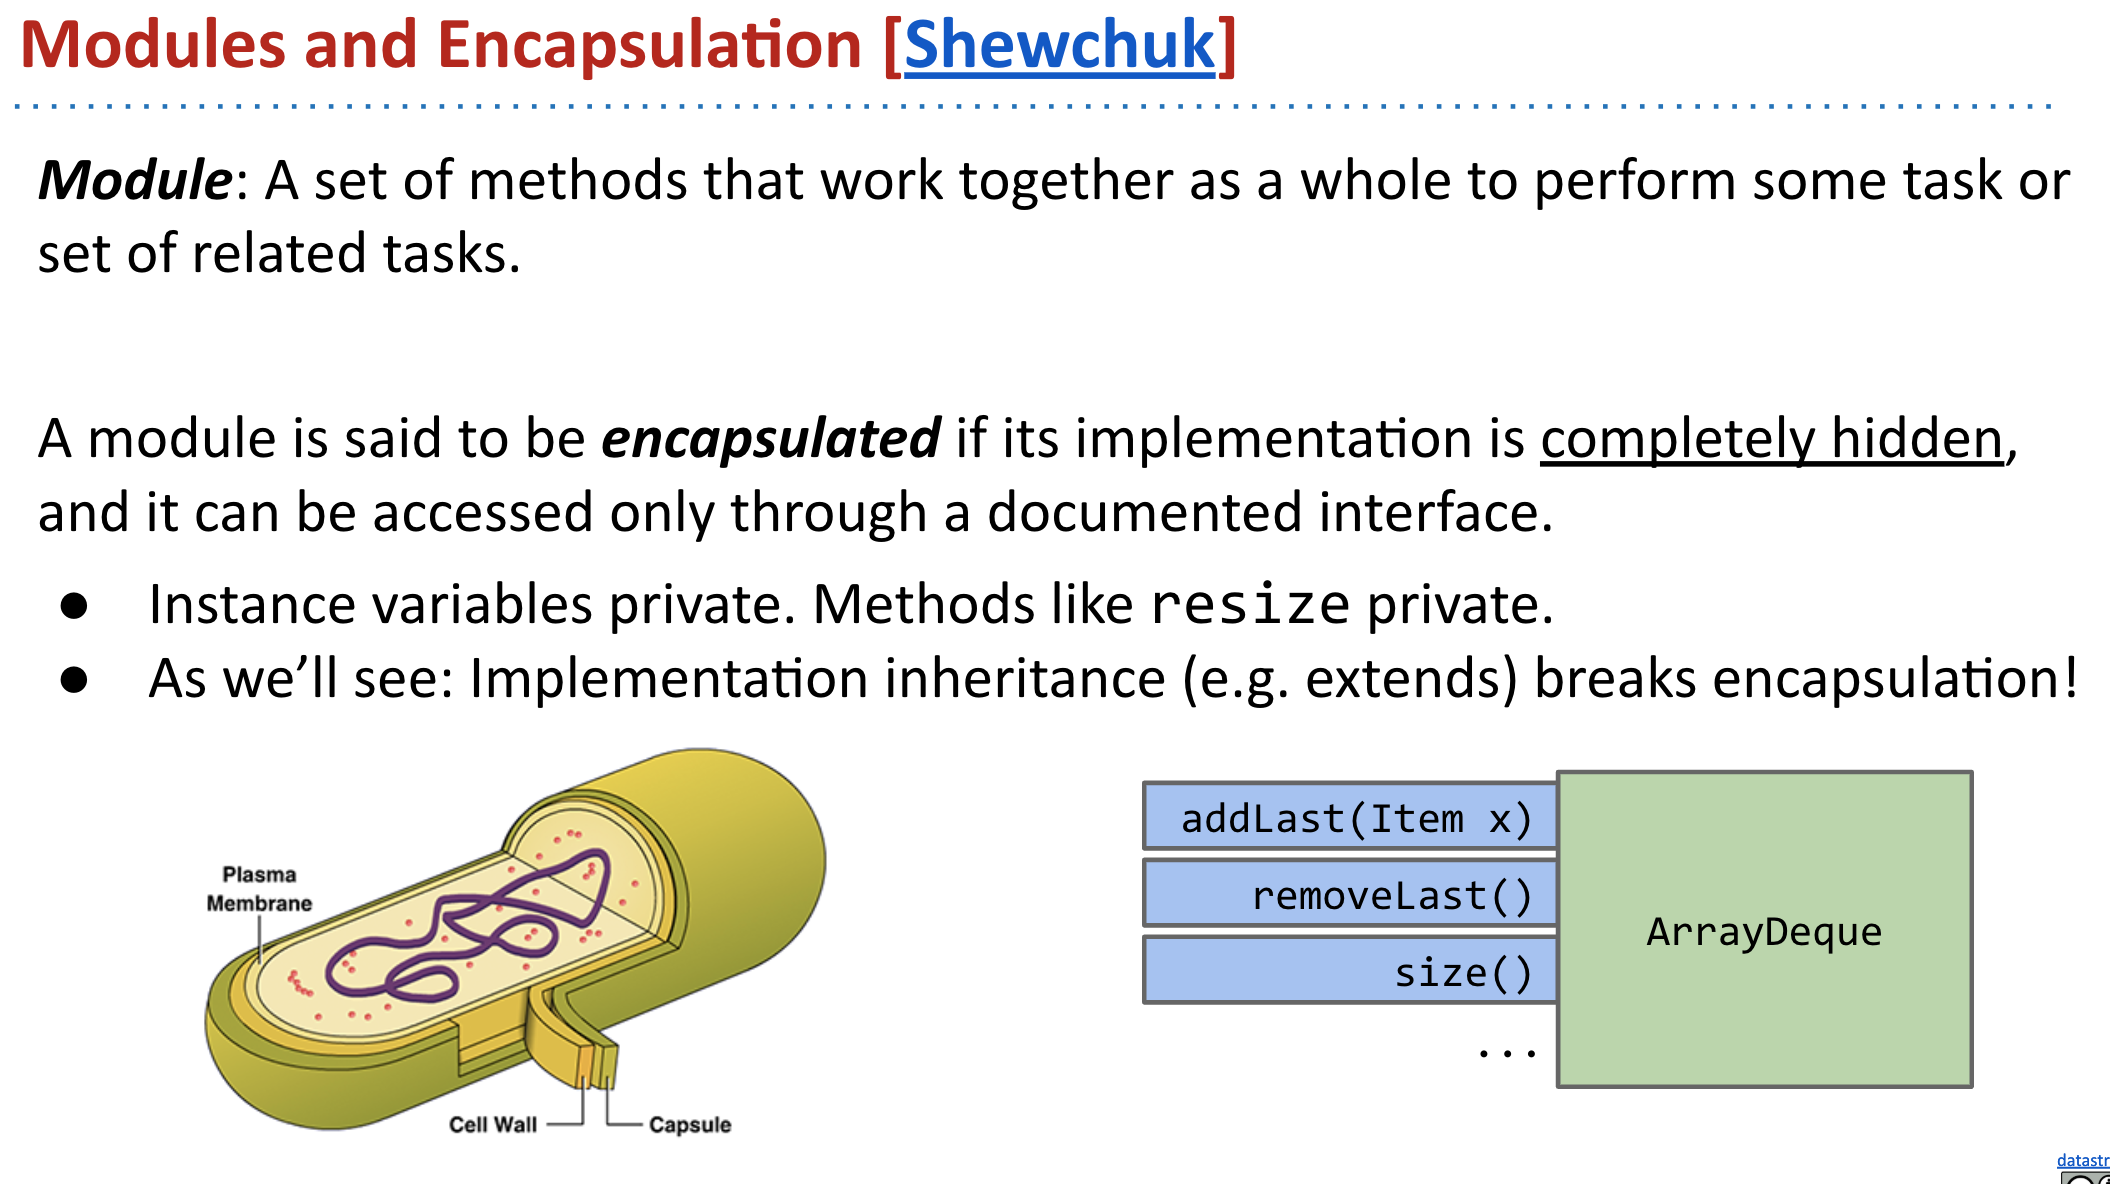 Modules and Encapsulation [Shewchuk]
Module: A set of methods that work together as a whole to perform some task or
set of related tasks.
A module is said to be encapsulated if its implementation is completely hidden,
and it can be accessed only through a documented interface.
● Instance variables private. Methods like resize private.
● As we’ll see: Implementation inheritance (e.g. extends) breaks encapsulation!
Plasma
Membrane
Cell Wall
Capsule
addLast(Item x)
removeLast()
size()
...
ArrayDeque
datastr